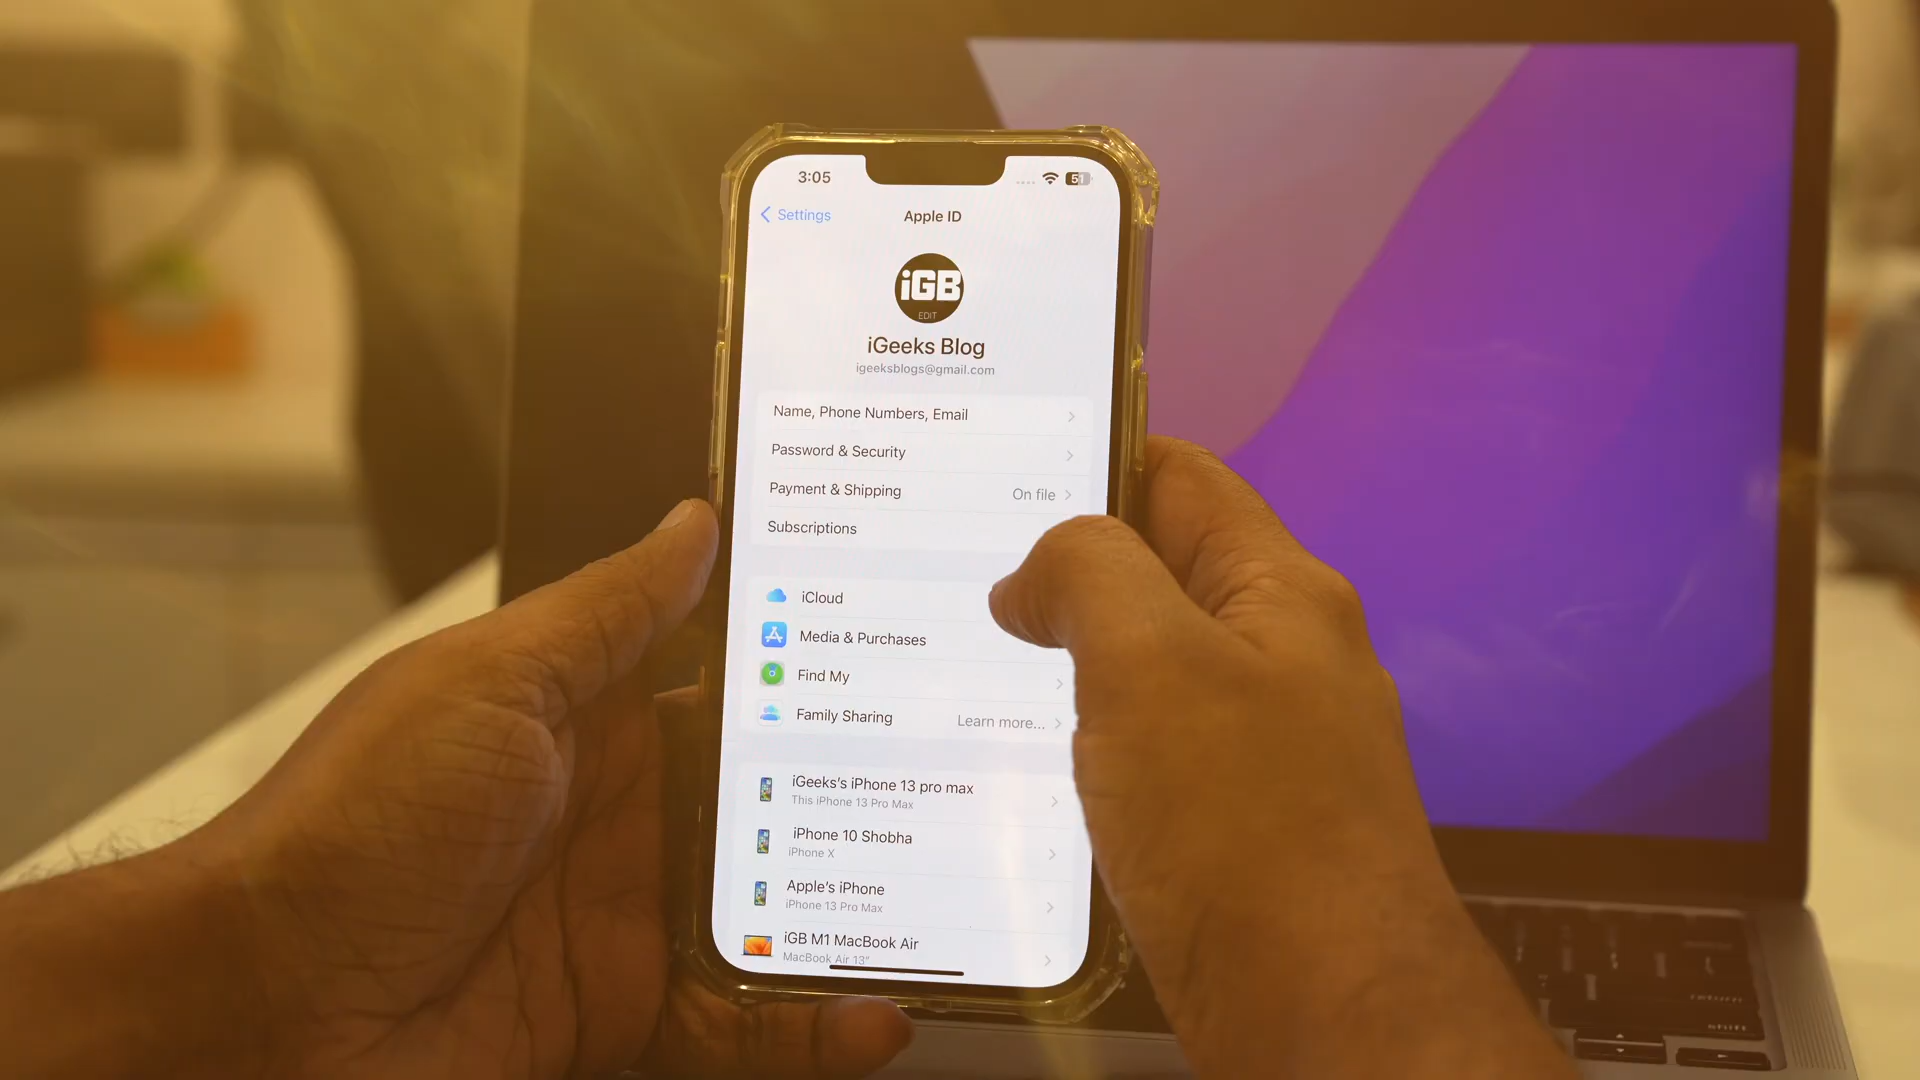 3:05
51
Settings
Apple ID
iGB
EDIT
iGeeks Blog
igeeksblogs@gmail.com
Name, Phone Numbers, Email
Password & Security
Payment & Shipping On file
Subscriptions
iCloud
Media & Purchases
Find My
Family Sharing Learn more...
iGeeks's iPhone 13 pro max
This iPhone 13 Pro Max
iPhone 10 Shobha
iPhone X
Apple's iPhone
iPhone 13 Pro Max
iGB M1 MacBook Air
MacBook Air 13"
return
shift